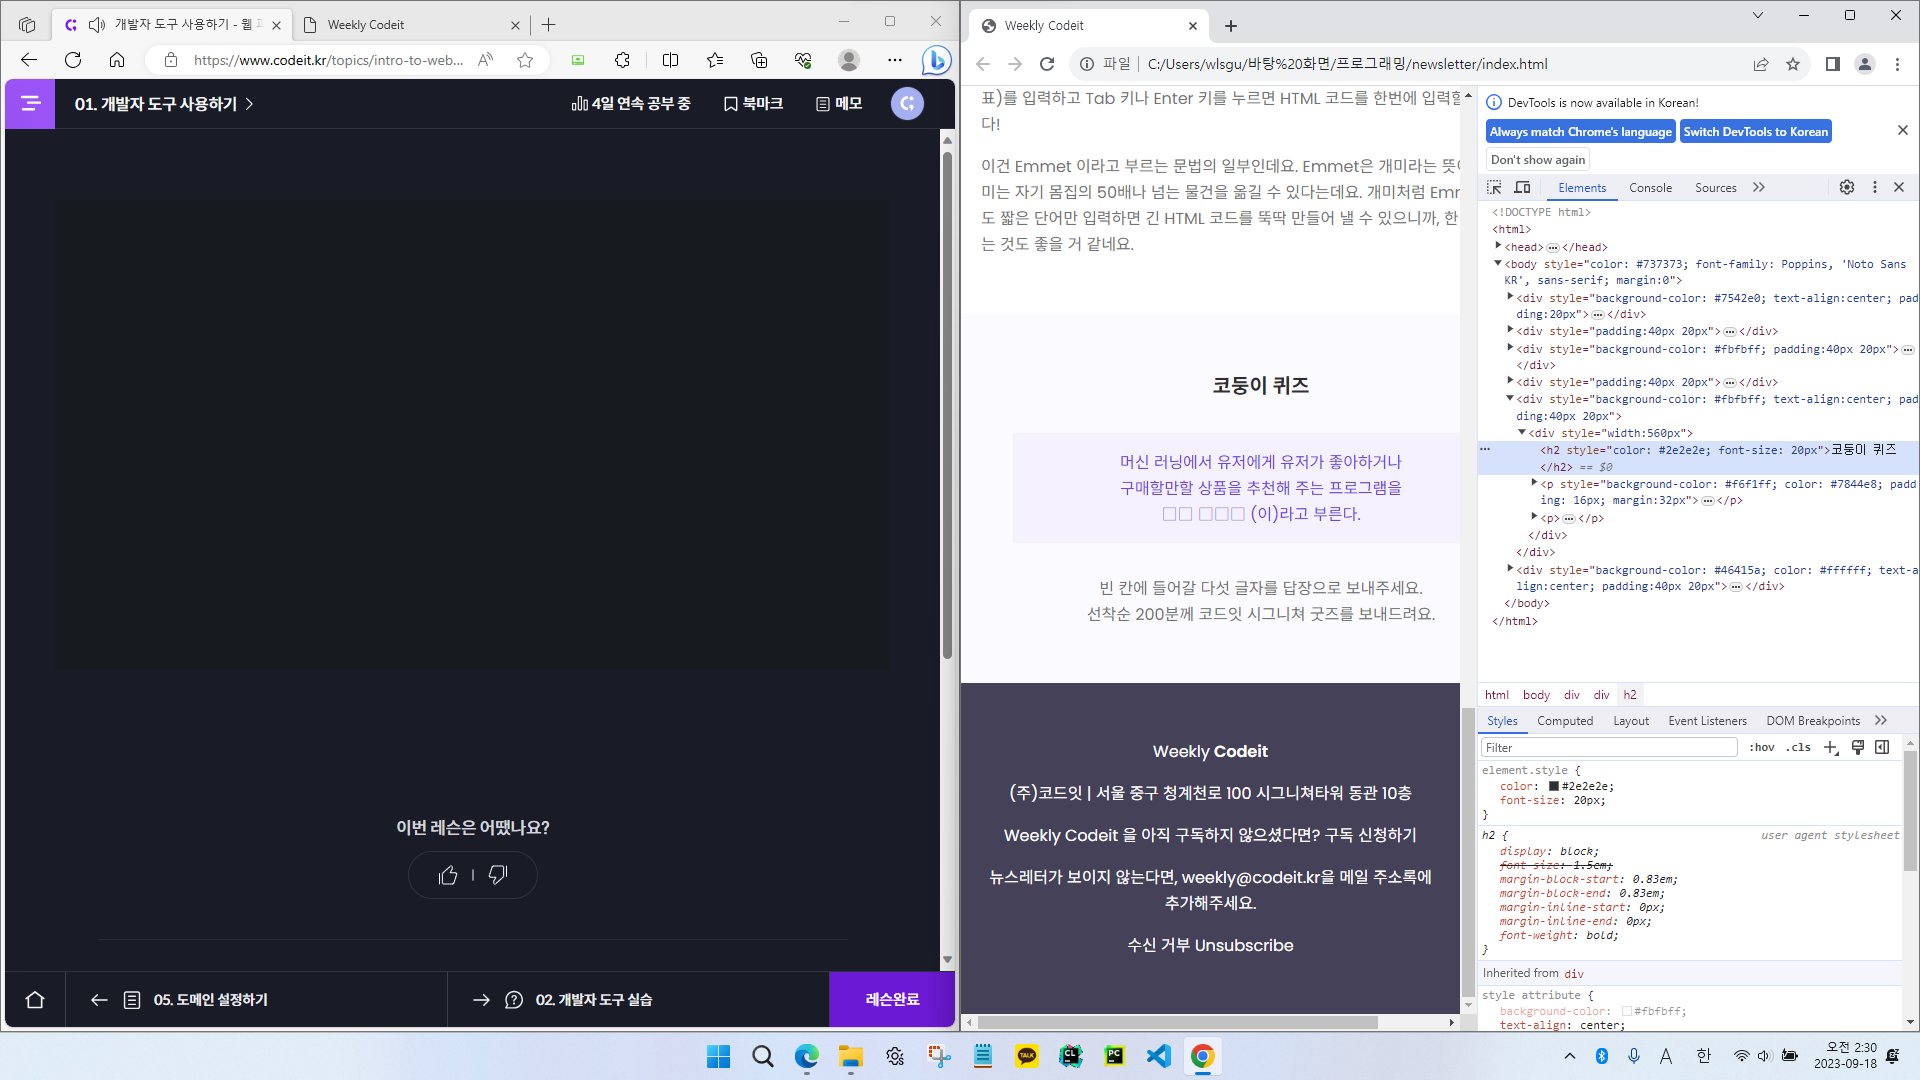 개발자 도구 사용하기 - 웹 프
Weekly Codeit
https://www.codeit.kr/topics/intro-to-web...
01. 개발자 도구 사용하기
4일 연속 공부 중
북마크
메모
이번 레슨은 어땠나요?
05. 도메인 설정하기
02. 개발자 도구 실습
레슨완료
Weekly Codeit
파일
C:/Users/wlsgu/바탕%20화면/프로그래밍/newsletter/index.html
표)를 입력하고 Tab 키나 Enter 키를 누르면 HTML 코드를 한번에 입력할
다!
이건 Emmet 이라고 부르는 문법의 일부인데요. Emmet은 개미라는 뜻이
미는 자기 몸집의 50배나 넘는 물건을 옮길 수 있다는데요. 개미처럼 Emm
도 짧은 단어만 입력하면 긴 HTML 코드를 뚝딱 만들어 낼 수 있으니까, 한
는 것도 좋을 거 같네요.
코둥이 퀴즈
머신 러닝에서 유저에게 유저가 좋아하거나
구매할만할 상품을 추천해 주는 프로그램을
□□ □□□ (이)라고 부른다.
빈 칸에 들어갈 다섯 글자를 답장으로 보내주세요.
선착순 200분께 코드잇 시그니쳐 굿즈를 보내드려요.
Weekly Codeit
(주)코드잇 | 서울 중구 청계천로 100 시그니쳐타워 동관 10층
Weekly Codeit 을 아직 구독하지 않으셨다면? 구독 신청하기
뉴스레터가 보이지 않는다면, weekly@codeit.kr을 메일 주소록에
추가해주세요.
수신 거부 Unsubscribe
DevTools is now available in Korean!
Always match Chrome's language
Switch DevTools to Korean
Don't show again
Elements
Console
Sources
<!DOCTYPE html>
<html>
<head>…</head>
<body style="color: #737373; font-family: Poppins, 'Noto Sans
KR', sans-serif; margin:0">
<div style="background-color: #7542e0; text-align:center; pad
ding:20px">…</div>
<div style="padding:40px 20px">…</div>
<div style="background-color: #fbfbff; padding:40px 20px">…
</div>
<div style="padding:40px 20px">…</div>
<div style="background-color: #fbfbff; text-align:center; pad
ding:40px 20px">
<div style="width:560px">
<h2 style="color: #2e2e2e; font-size: 20px">코둥이 퀴즈
</h2> == $0
<p style="background-color: #f6f1ff; color: #7844e8; padd
ing: 16px; margin:32px">…</p>
<p>…</p>
</div>
</div>
<div style="background-color: #46415a; color: #ffffff; text-a
lign:center; padding:40px 20px">…</div>
</body>
</html>
html body div div h2
Styles
Computed
Layout
Event Listeners
DOM Breakpoints
Filter
:hov
.cls
element.style {
color: #2e2e2e;
font-size: 20px;
}
h2 {
user agent stylesheet
display: block;
font-size: 1.5em;
margin-block-start: 0.83em;
margin-block-end: 0.83em;
margin-inline-start: 0px;
margin-inline-end: 0px;
font-weight: bold;
}
Inherited from div
style attribute {
background-color: #fbfbff;
text-align: center;
TALK
CL
PC
A
한
오전 2:30
2023-09-18